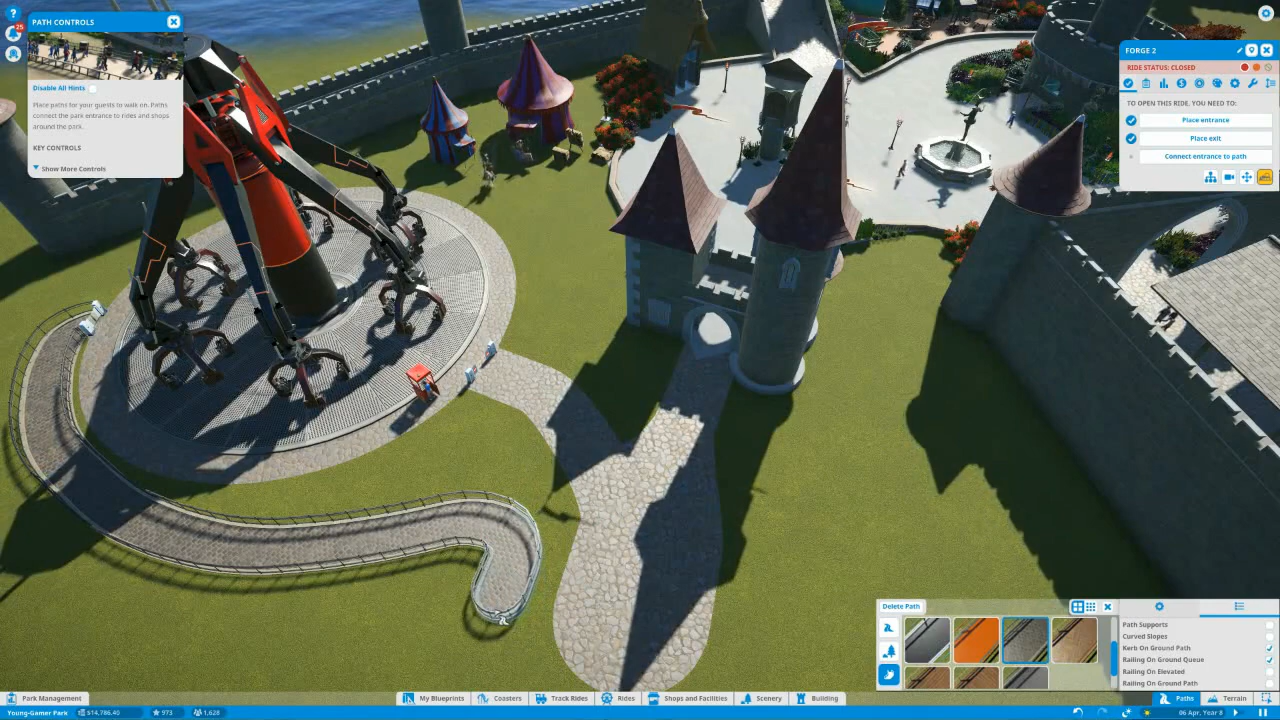 PATH CONTROLS
25
Disable All Hints
Place paths for your guests to walk on. Paths
connect the park entrance to rides and shops
around the park.
KEY CONTROLS
Show More Controls
FORGE 2
RIDE STATUS: CLOSED
TO OPEN THIS RIDE, YOU NEED TO:
Place entrance
Place exit
Connect entrance to path
Delete Path
Path Supports
Curved Slopes
Kerb On Ground Path
Railing On Ground Queue
Railing On Elevated
Railing On Ground Path
Park Management
My Blueprints
Coasters
Track Rides
Rides
Shops and Facilities
Scenery
Building
Paths
Terrain
Young-Gamer Park
$14,786.40
973
1,628
06 Apr, Year 8